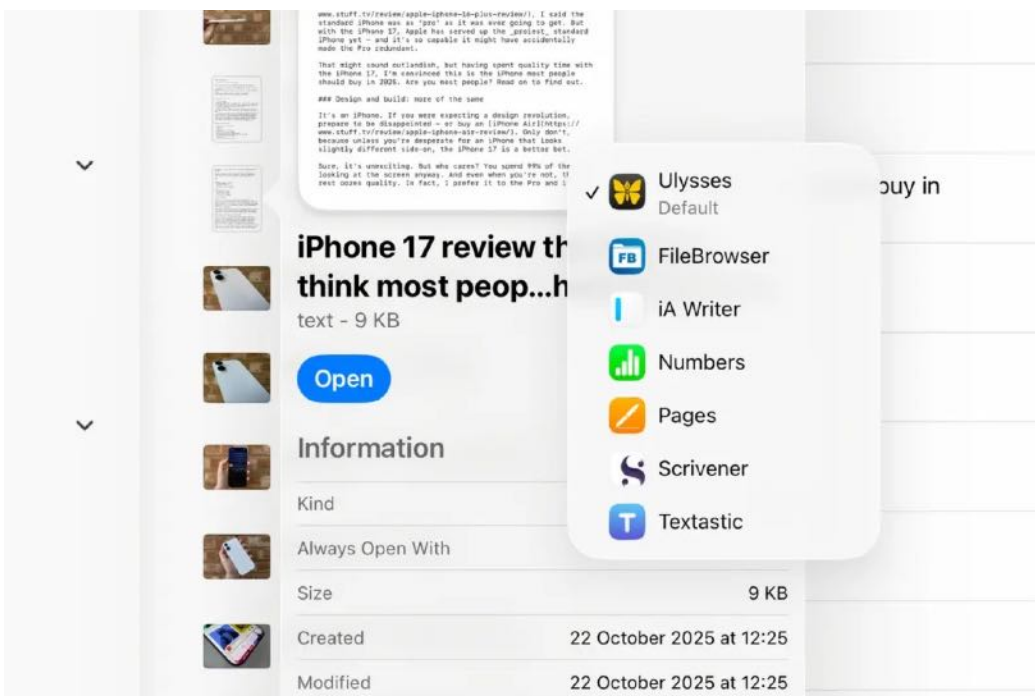 www.stuff.tv/review/apple-iphone-16-plus-review/), I said the
standard iPhone was as 'pro' as it was ever going to get. But
with the iPhone 17, Apple has served up the _proiest_ standard
iPhone yet – and it's so capable it might have accidentally
made the Pro redundant.
That might sound outlandish, but having spent quality time with
the iPhone 17, I'm convinced this is the iPhone most people
should buy in 2026. Are you most people? Read on to find out.
### Design and build: more of the same
It's an iPhone. If you were expecting a design revolution,
prepare to be disappointed – or buy an [iPhone Air](https://
www.stuff.tv/review/apple-iphone-air-review/). Only don't,
because unless you're desperate for an iPhone that looks
slightly different side-on, the iPhone 17 is a better bet.
Sure, it's unexciting. But who cares? You spend 99% of the
looking at the screen anyway. And even when you're not, th
rest oozes quality. In fact, I prefer it to the Pro and i
iPhone 17 review th
think most peop...h
text - 9 KB
Open
Information
Kind
Always Open With
Size 9 KB
Created 22 October 2025 at 12:25
Modified 22 October 2025 at 12:25
✓ Ulysses
Default
FB FileBrowser
iA Writer
Numbers
Pages
Scrivener
T Textastic
buy in